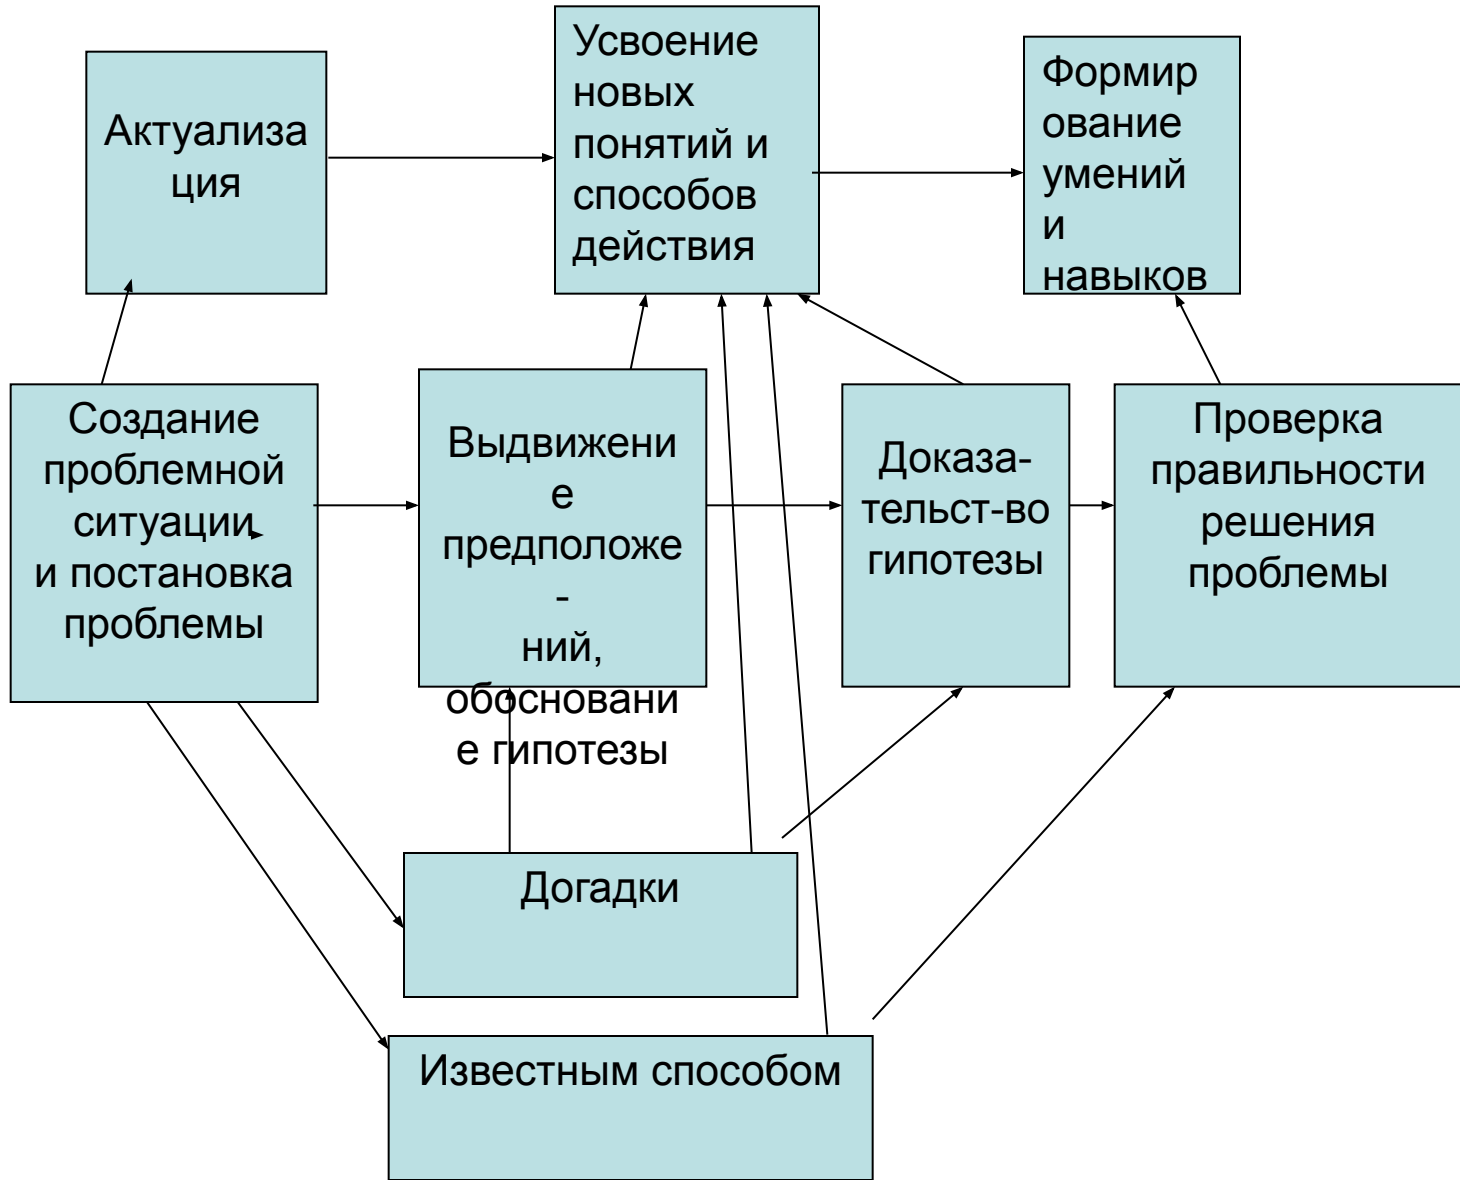 Актуализа
ция
Усвоение
новых
понятий и
способов
действия
Формир
ование
умений
и
навыков
Создание
проблемной
ситуации
и постановка
проблемы
Выдвижени
е
предположе
-
ний,
обосновани
е гипотезы
Доказа-
тельст-во
гипотезы
Проверка
правильности
решения
проблемы
Догадки
Известным способом